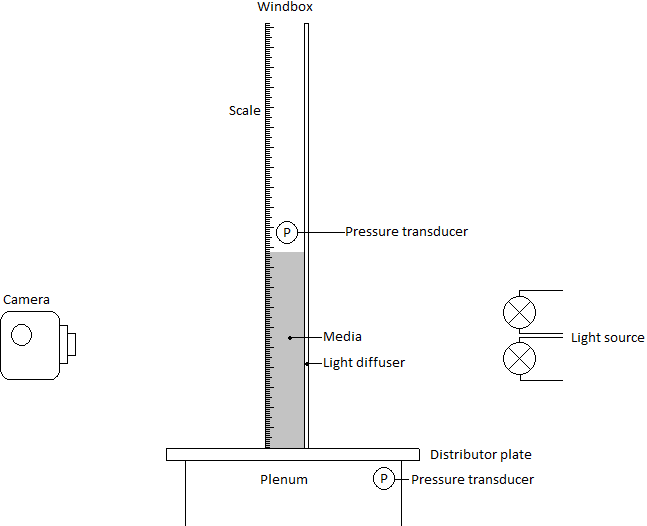 Windbox
Scale
P
Pressure transducer
Camera
Media
Light source
Light diffuser
Distributor plate
Plenum
P
Pressure transducer